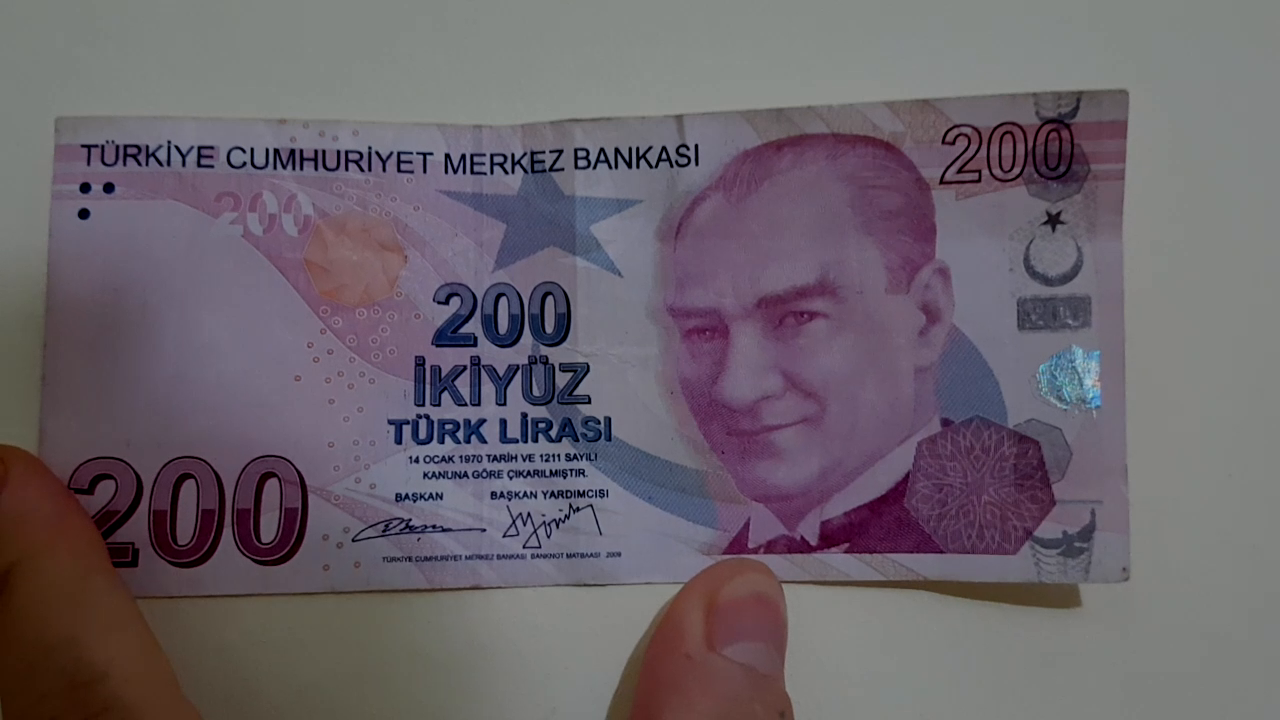 TÜRKİYE CUMHURİYET MERKEZ BANKASI
200
200
200
İKİYÜZ
TÜRK LİRASI
14 OCAK 1970 TARİH VE 1211 SAYILI
KANUNA GÖRE ÇIKARILMIŞTIR.
BAŞKAN BAŞKAN YARDIMCISI
TÜRKİYE CUMHURİYET MERKEZ BANKASI BANKNOT MATBAASI 2009
200